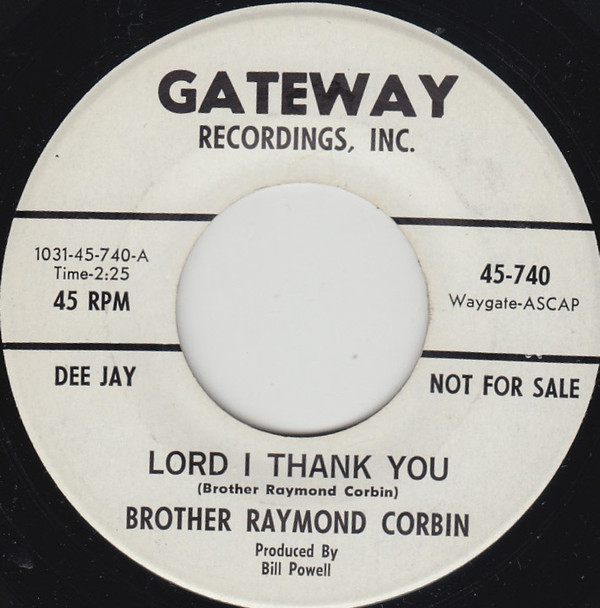 GATEWAY
RECORDINGS, INC.
1031-45-740-A
Time-2:25
45 RPM
45-740
Waygate-ASCAP
DEE JAY
NOT FOR SALE
LORD I THANK YOU
(Brother Raymond Corbin)
BROTHER RAYMOND CORBIN
Produced By
Bill Powell